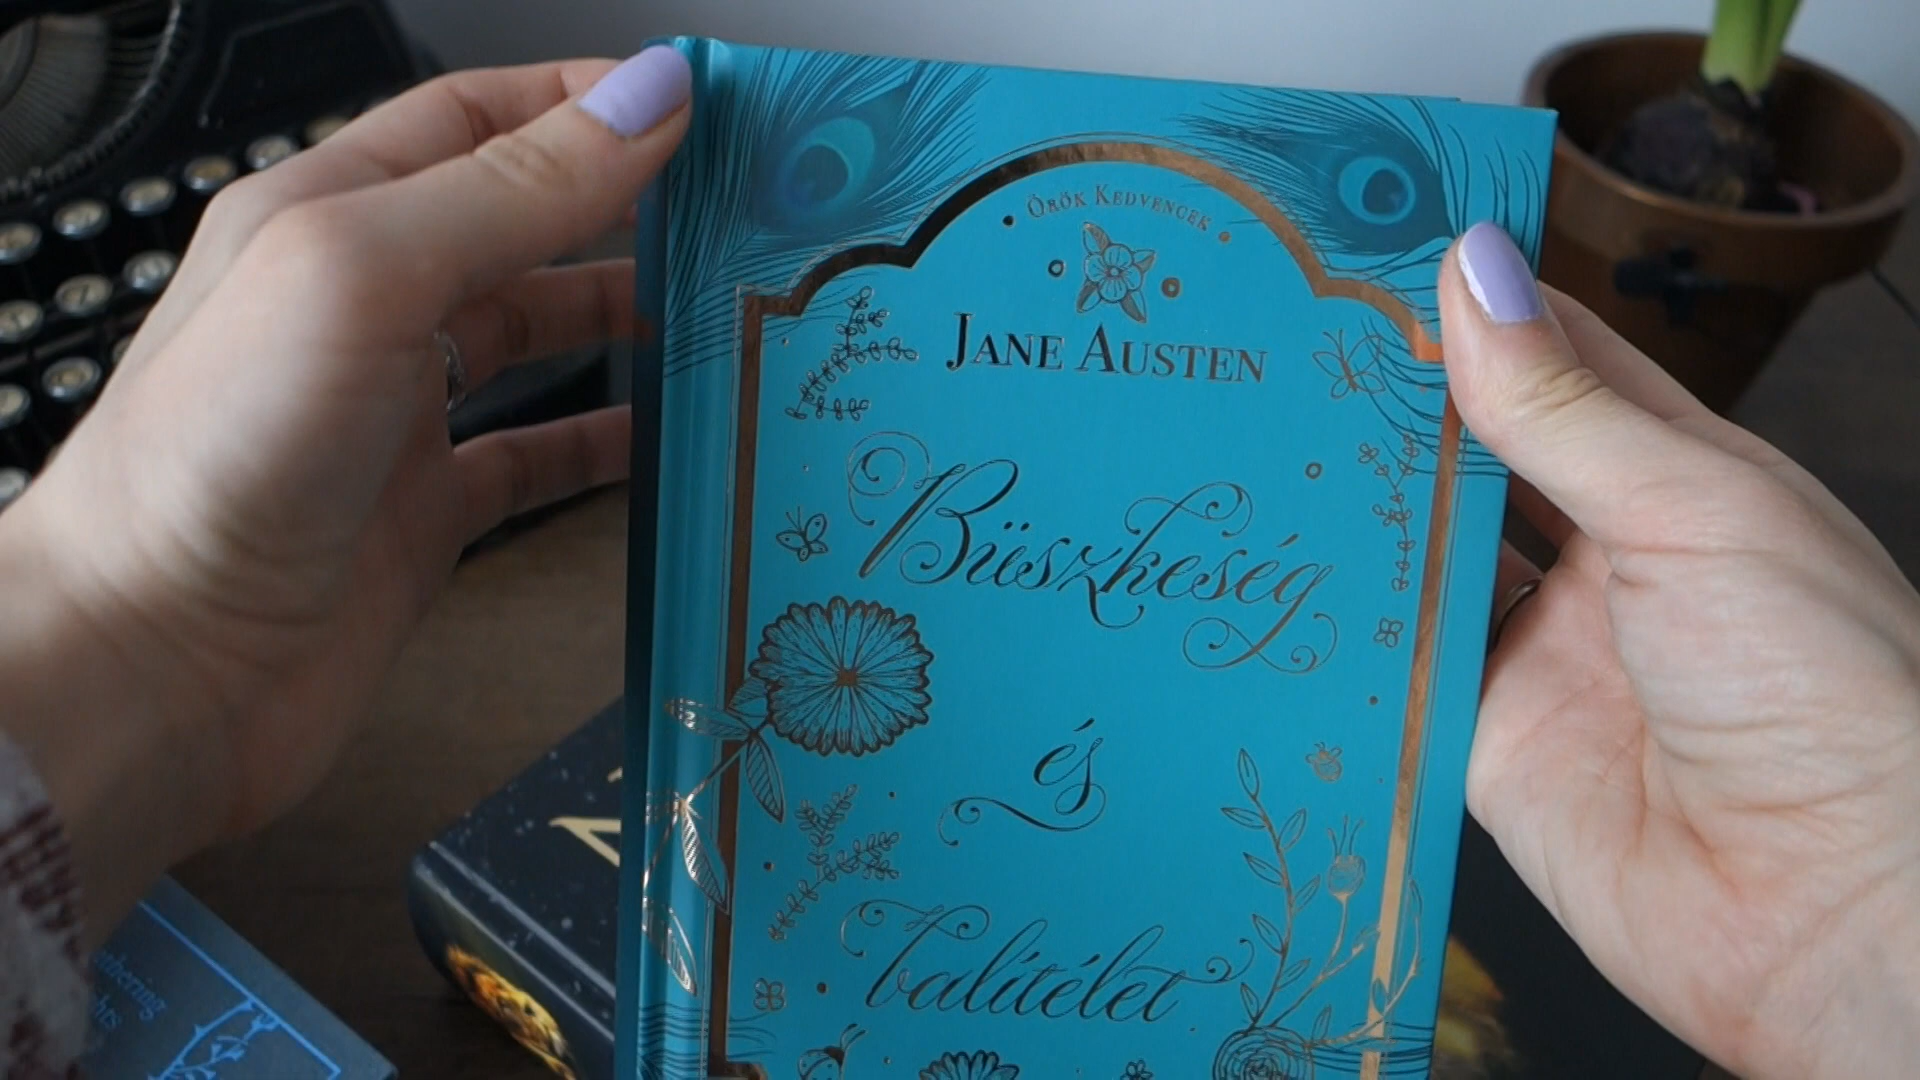 Örök Kedvencek
Jane Austen
Büszkeség
és
balítélet